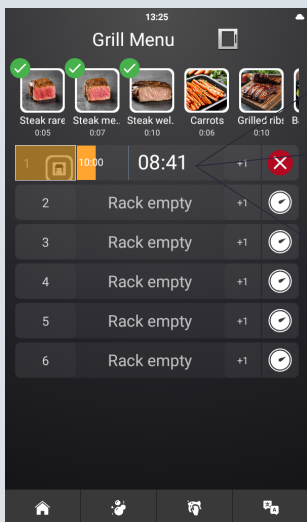 13:25
Grill Menu
Steak rare Steak me.. Steak wel. Carrots Grilled ribs
0:05 0:07 0:10 0:06 0:10
1 10:00 08:41 +1
2 Rack empty +1
3 Rack empty +1
4 Rack empty +1
5 Rack empty +1
6 Rack empty +1